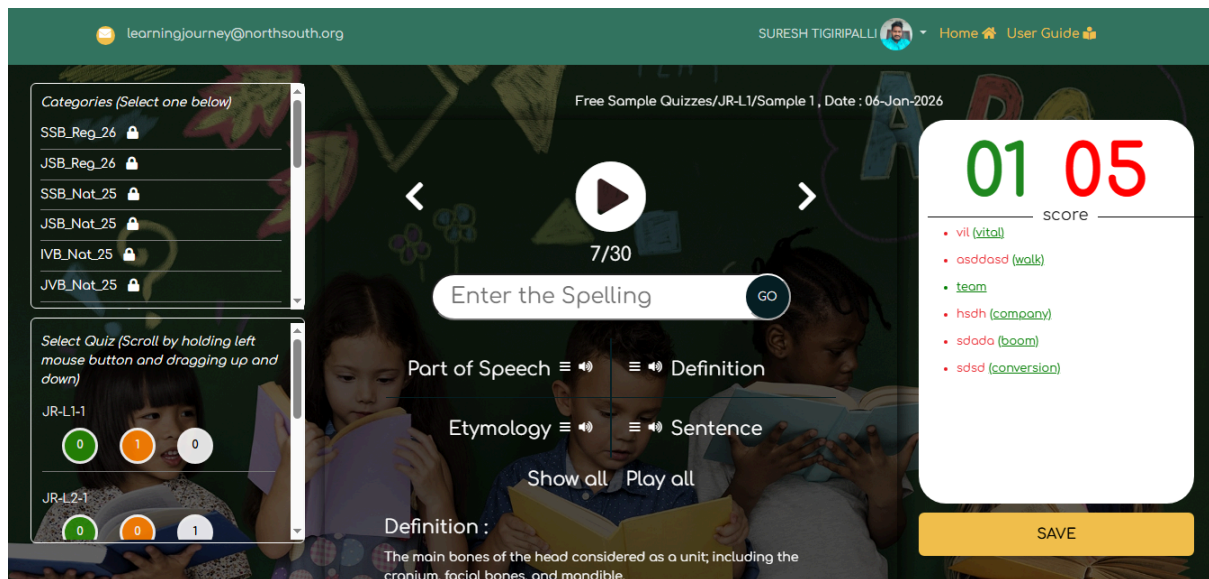 learningjourney@northsouth.org
SURESH TIGIRIPALLI
Home
User Guide
Categories (Select one below)
SSB_Reg_26
JSB_Reg_26
SSB_Nat_25
JSB_Nat_25
IVB_Nat_25
JVB_Nat_25
Select Quiz (Scroll by holding left
mouse button and dragging up and
down)
JR-L1-1
0 1 0
JR-L2-1
0 0 1
Free Sample Quizzes/JR-L1/Sample 1 , Date : 06-Jan-2026
7/30
Enter the Spelling
GO
Part of Speech
Definition
Etymology
Sentence
Show all Play all
Definition :
The main bones of the head considered as a unit; including the
cranium, facial bones, and mandible.
01 05
score
vil (vital)
asddasd (walk)
team
hsdh (company)
sdada (boom)
sdsd (conversion)
SAVE